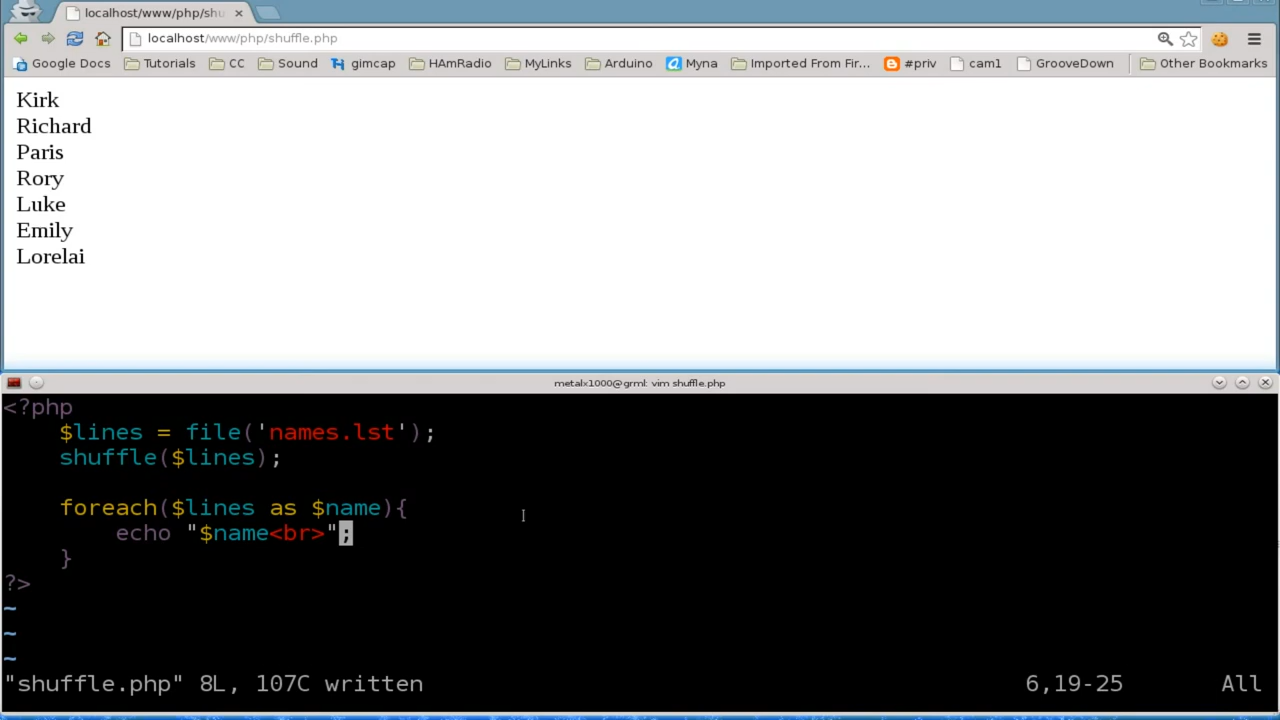 localhost/www/php/shu
localhost/www/php/shuffle.php
Google Docs Tutorials CC Sound gimcap HAmRadio MyLinks Arduino Myna Imported From Fir... #priv cam1 GrooveDown Other Bookmarks
Kirk
Richard
Paris
Rory
Luke
Emily
Lorelai
metalx1000@grml: vim shuffle.php
<?php
$lines = file('names.lst');
shuffle($lines);
foreach($lines as $name){
echo "$name<br>";
}
?>
~
~
~
"shuffle.php" 8L, 107C written 6,19-25 All